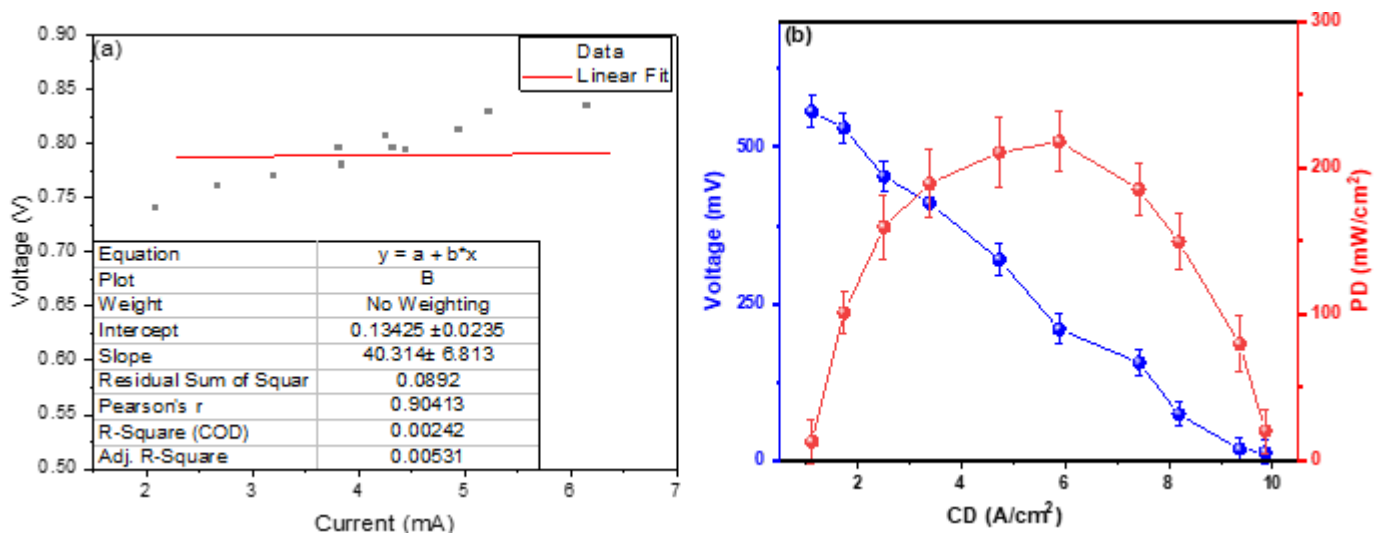 (a)
Data
Linear Fit
0.90
0.85
0.80
0.75
0.70
0.65
0.60
0.55
0.50
Voltage (V)
Equation y = a + b*x
Plot B
Weight No Weighting
Intercept 0.13425 ±0.0235
Slope 40.314± 6.813
Residual Sum of Squar 0.0892
Pearson's r 0.90413
R-Square (COD) 0.00242
Adj. R-Square 0.00531
2 3 4 5 6 7
Current (mA)
(b)
500
250
0
Voltage (mV)
300
200
100
0
PD (mW/cm²)
2 4 6 8 10
CD (A/cm²)